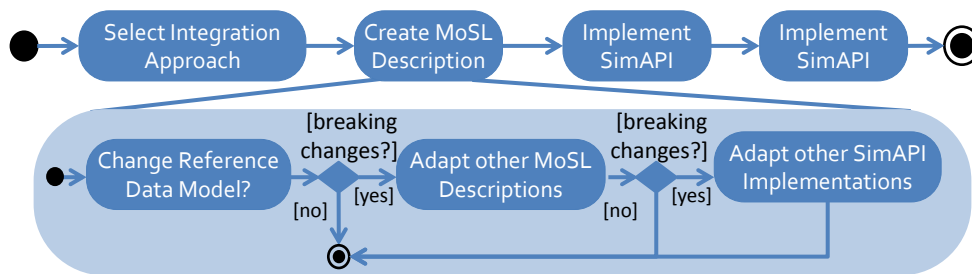 Select Integration
Approach
Create MoSL
Description
Implement
SimAPI
Implement
SimAPI
Change Reference
Data Model?
[breaking
changes?]
[no]
[yes]
Adapt other MoSL
Descriptions
[breaking
changes?]
[no]
[yes]
Adapt other SimAPI
Implementations